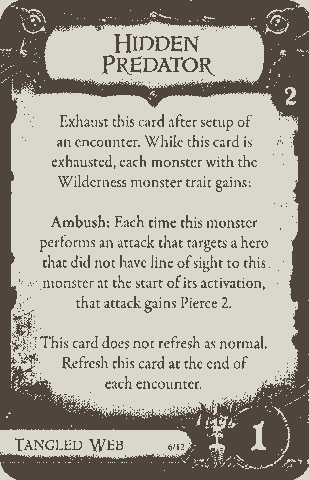 HIDDEN
PREDATOR
2
Exhaust this card after setup of
an encounter. While this card is
exhausted, each monster with the
Wilderness monster trait gains:
Ambush: Each time this monster
performs an attack that targets a hero
that did not have line of sight to this
monster at the start of its activation,
that attack gains Pierce 2.
This card does not refresh as normal.
Refresh this card at the end of
each encounter.
TANGLED WEB 6/12 1